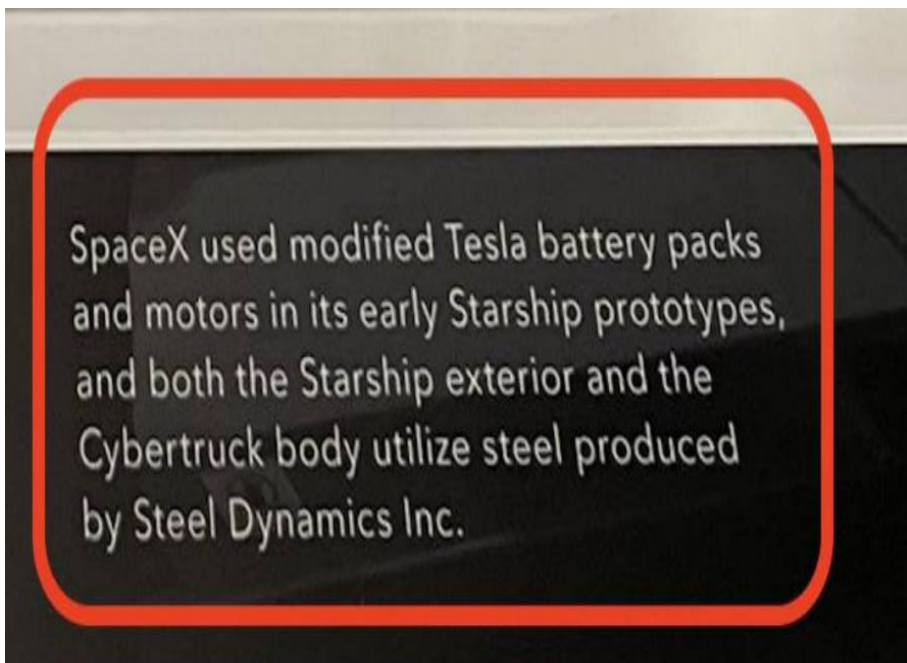 SpaceX used modified Tesla battery packs
and motors in its early Starship prototypes,
and both the Starship exterior and the
Cybertruck body utilize steel produced
by Steel Dynamics Inc.